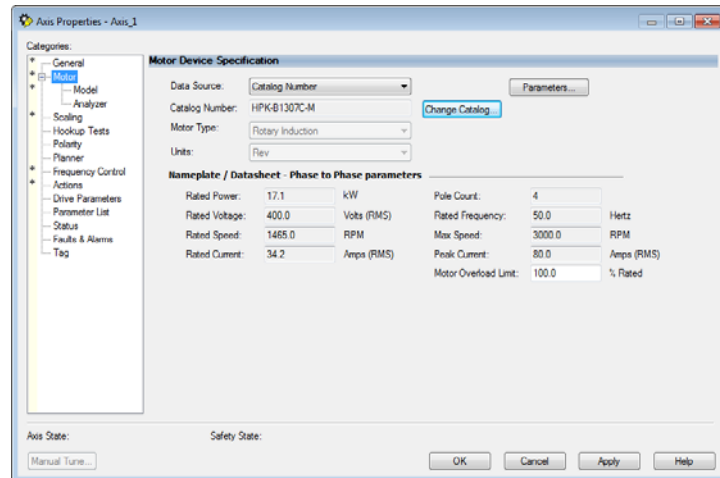 Axis Properties - Axis_1
Categories:
General
Motor
Model
Analyzer
Scaling
Hookup Tests
Polarity
Planner
Frequency Control
Actions
Drive Parameters
Parameter List
Status
Faults & Alarms
Tag
Motor Device Specification
Data Source: Catalog Number Parameters...
Catalog Number: HPK-B1307C-M Change Catalog...
Motor Type: Rotary Induction
Units: Rev
Nameplate / Datasheet - Phase to Phase parameters
Rated Power: 17.1 kW Pole Count: 4
Rated Voltage: 400.0 Volts (RMS) Rated Frequency: 50.0 Hertz
Rated Speed: 1465.0 RPM Max Speed: 3000.0 RPM
Rated Current: 34.2 Amps (RMS) Peak Current: 80.0 Amps (RMS)
Motor Overload Limit: 100.0 % Rated
Axis State: Safety State:
Manual Tune... OK Cancel Apply Help